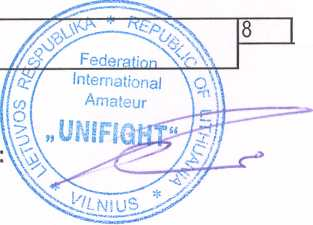 8
LIETUVOS RESPUBLIKA * REPUBLIC OF LITHUANIA
Federation
International
Amateur
„UNIFIGHT“
:
* VILNIUS *